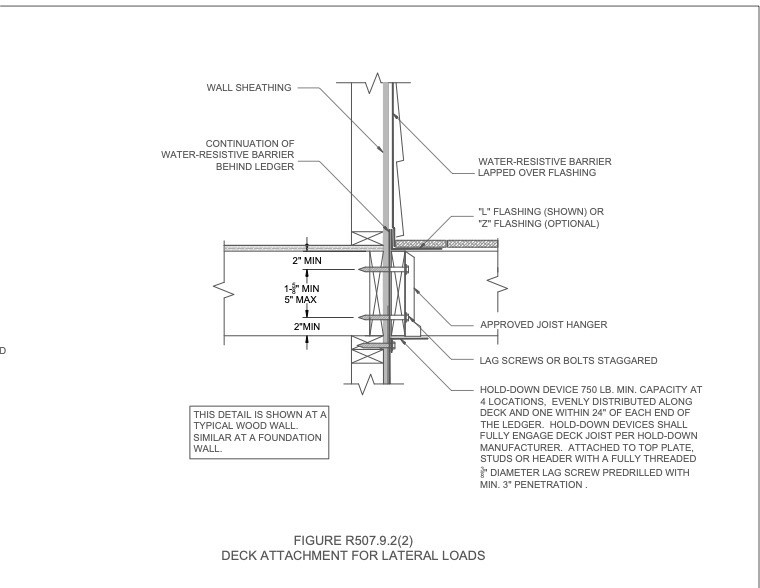 WALL SHEATHING
CONTINUATION OF
WATER-RESISTIVE BARRIER
BEHIND LEDGER
WATER-RESISTIVE BARRIER
LAPPED OVER FLASHING
"L" FLASHING (SHOWN) OR
"Z" FLASHING (OPTIONAL)
2" MIN
MIN
5" MAX
2"MIN
APPROVED JOIST HANGER
D
LAG SCREWS OR BOLTS STAGGARED
HOLD-DOWN DEVICE 750 LB. MIN. CAPACITY AT
4 LOCATIONS, EVENLY DISTRIBUTED ALONG
DECK AND ONE WITHIN 24" OF EACH END OF
THE LEDGER. HOLD-DOWN DEVICES SHALL
FULLY ENGAGE DECK JOIST PER HOLD-DOWN
MANUFACTURER. ATTACHED TO TOP PLATE,
STUDS OR HEADER WITH A FULLY THREADED
DIAMETER LAG SCREW PREDRILLED WITH
MIN. 3" PENETRATION .
THIS DETAIL IS SHOWN AT A
TYPICAL WOOD WALL.
SIMILAR AT A FOUNDATION
WALL.
FIGURE R507.9.2(2)
DECK ATTACHMENT FOR LATERAL LOADS